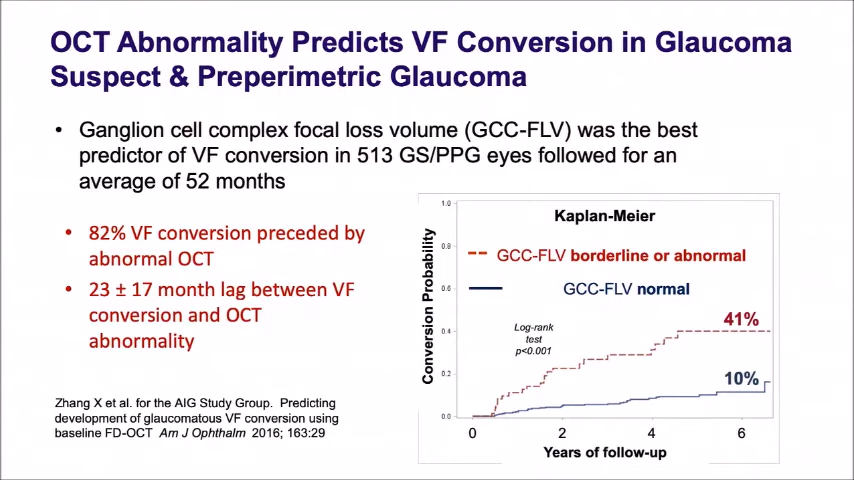 OCT Abnormality Predicts VF Conversion in Glaucoma
Suspect & Preperimetric Glaucoma
• Ganglion cell complex focal loss volume (GCC-FLV) was the best
predictor of VF conversion in 513 GS/PPG eyes followed for an
average of 52 months
• 82% VF conversion preceded by
abnormal OCT
• 23 ± 17 month lag between VF
conversion and OCT
abnormality
Zhang X et al. for the AIG Study Group. Predicting
development of glaucomatous VF conversion using
baseline FD-OCT Am J Ophthalm 2016; 163:29
Kaplan-Meier
GCC-FLV borderline or abnormal
GCC-FLV normal
Log-rank
test
p<0.001
41%
10%
Conversion Probability
1.0
0.8
0.6
0.4
0.2
0.0
0 2 4 6
Years of follow-up